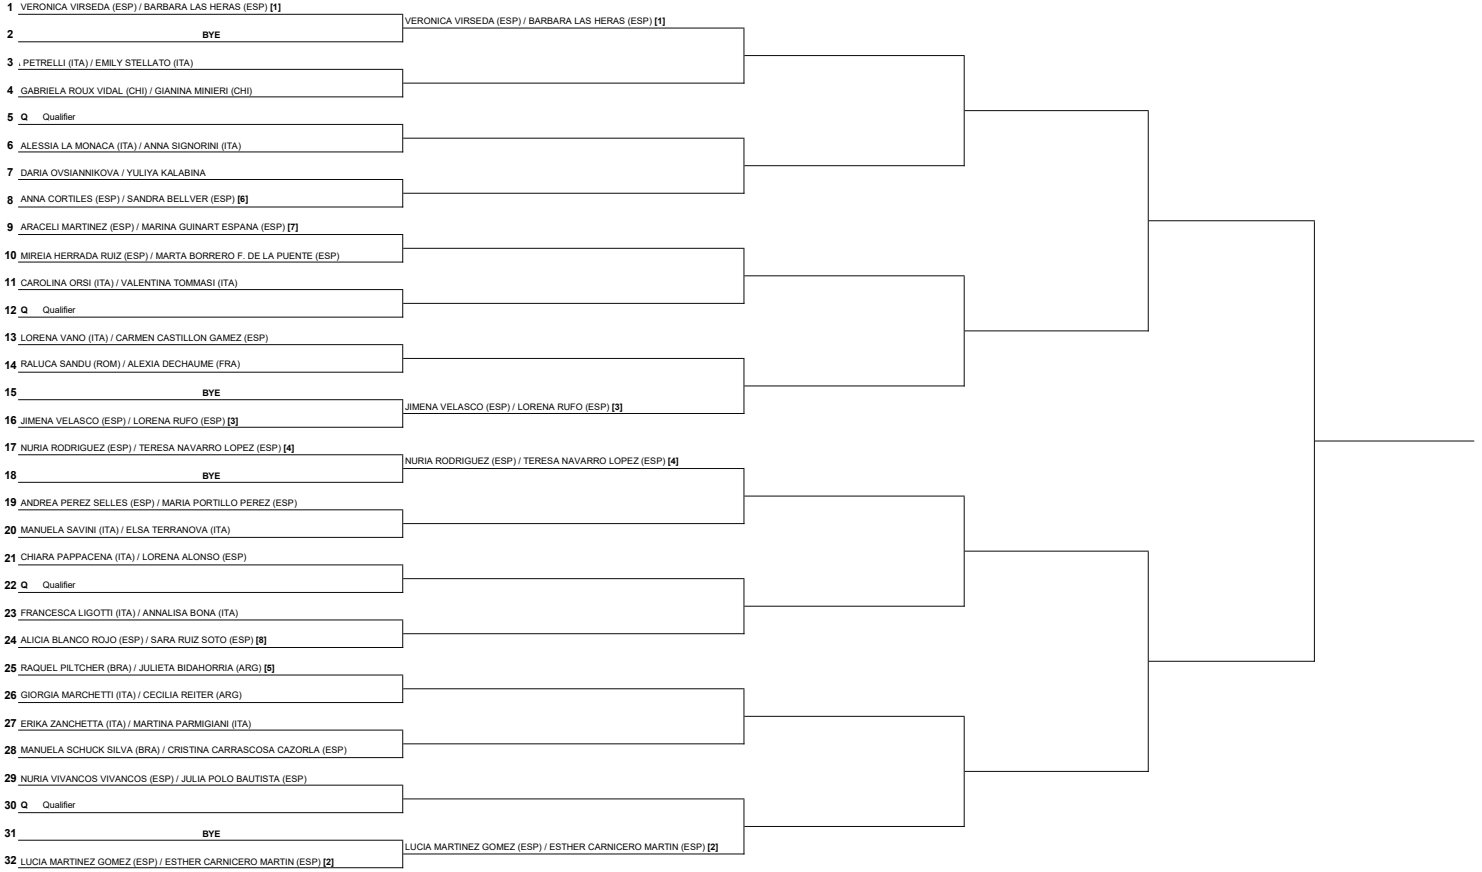 1 VERONICA VIRSEDA (ESP) / BARBARA LAS HERAS (ESP) [1]
VERONICA VIRSEDA (ESP) / BARBARA LAS HERAS (ESP) [1]
2 BYE
3 PETRELLI (ITA) / EMILY STELLATO (ITA)
4 GABRIELA ROUX VIDAL (CHI) / GIANINA MINIERI (CHI)
5 Q Qualifier
6 ALESSIA LA MONACA (ITA) / ANNA SIGNORINI (ITA)
7 DARIA OVSIANNIKOVA / YULIYA KALABINA
8 ANNA CORTILES (ESP) / SANDRA BELLVER (ESP) [6]
9 ARACELI MARTINEZ (ESP) / MARINA GUINART ESPANA (ESP) [7]
10 MIREIA HERRADA RUIZ (ESP) / MARTA BORRERO F. DE LA PUENTE (ESP)
11 CAROLINA ORSI (ITA) / VALENTINA TOMMASI (ITA)
12 Q Qualifier
13 LORENA VANO (ITA) / CARMEN CASTILLON GAMEZ (ESP)
14 RALUCA SANDU (ROM) / ALEXIA DECHAUME (FRA)
15 BYE
JIMENA VELASCO (ESP) / LORENA RUFO (ESP) [3]
16 JIMENA VELASCO (ESP) / LORENA RUFO (ESP) [3]
17 NURIA RODRIGUEZ (ESP) / TERESA NAVARRO LOPEZ (ESP) [4]
NURIA RODRIGUEZ (ESP) / TERESA NAVARRO LOPEZ (ESP) [4]
18 BYE
19 ANDREA PEREZ SELLES (ESP) / MARIA PORTILLO PEREZ (ESP)
20 MANUELA SAVINI (ITA) / ELSA TERRANOVA (ITA)
21 CHIARA PAPPACENA (ITA) / LORENA ALONSO (ESP)
22 Q Qualifier
23 FRANCESCA LIGOTTI (ITA) / ANNALISA BONA (ITA)
24 ALICIA BLANCO ROJO (ESP) / SARA RUIZ SOTO (ESP) [8]
25 RAQUEL PILTCHER (BRA) / JULIETA BIDAHORRIA (ARG) [5]
26 GIORGIA MARCHETTI (ITA) / CECILIA REITER (ARG)
27 ERIKA ZANCHETTA (ITA) / MARTINA PARMIGIANI (ITA)
28 MANUELA SCHUCK SILVA (BRA) / CRISTINA CARRASCOSA CAZORLA (ESP)
29 NURIA VIVANCOS VIVANCOS (ESP) / JULIA POLO BAUTISTA (ESP)
30 Q Qualifier
31 BYE
LUCIA MARTINEZ GOMEZ (ESP) / ESTHER CARNICERO MARTIN (ESP) [2]
32 LUCIA MARTINEZ GOMEZ (ESP) / ESTHER CARNICERO MARTIN (ESP) [2]